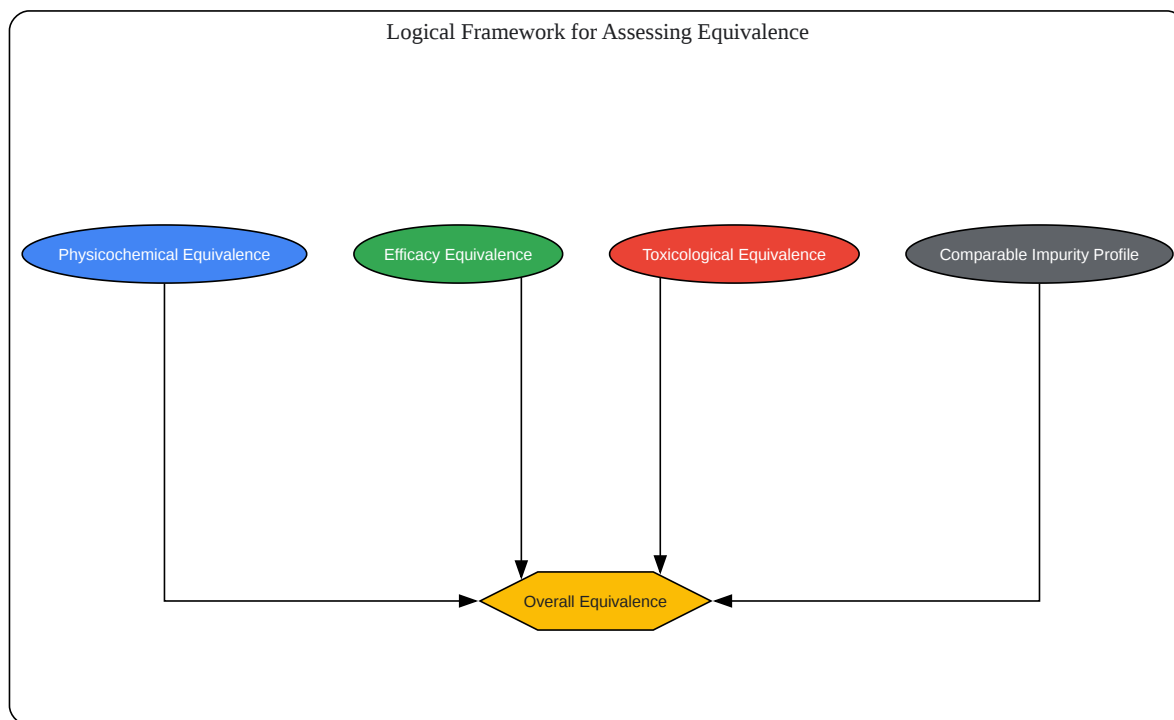 Logical Framework for Assessing Equivalence
Physicochemical Equivalence
Efficacy Equivalence
Toxicological Equivalence
Comparable Impurity Profile
Overall Equivalence